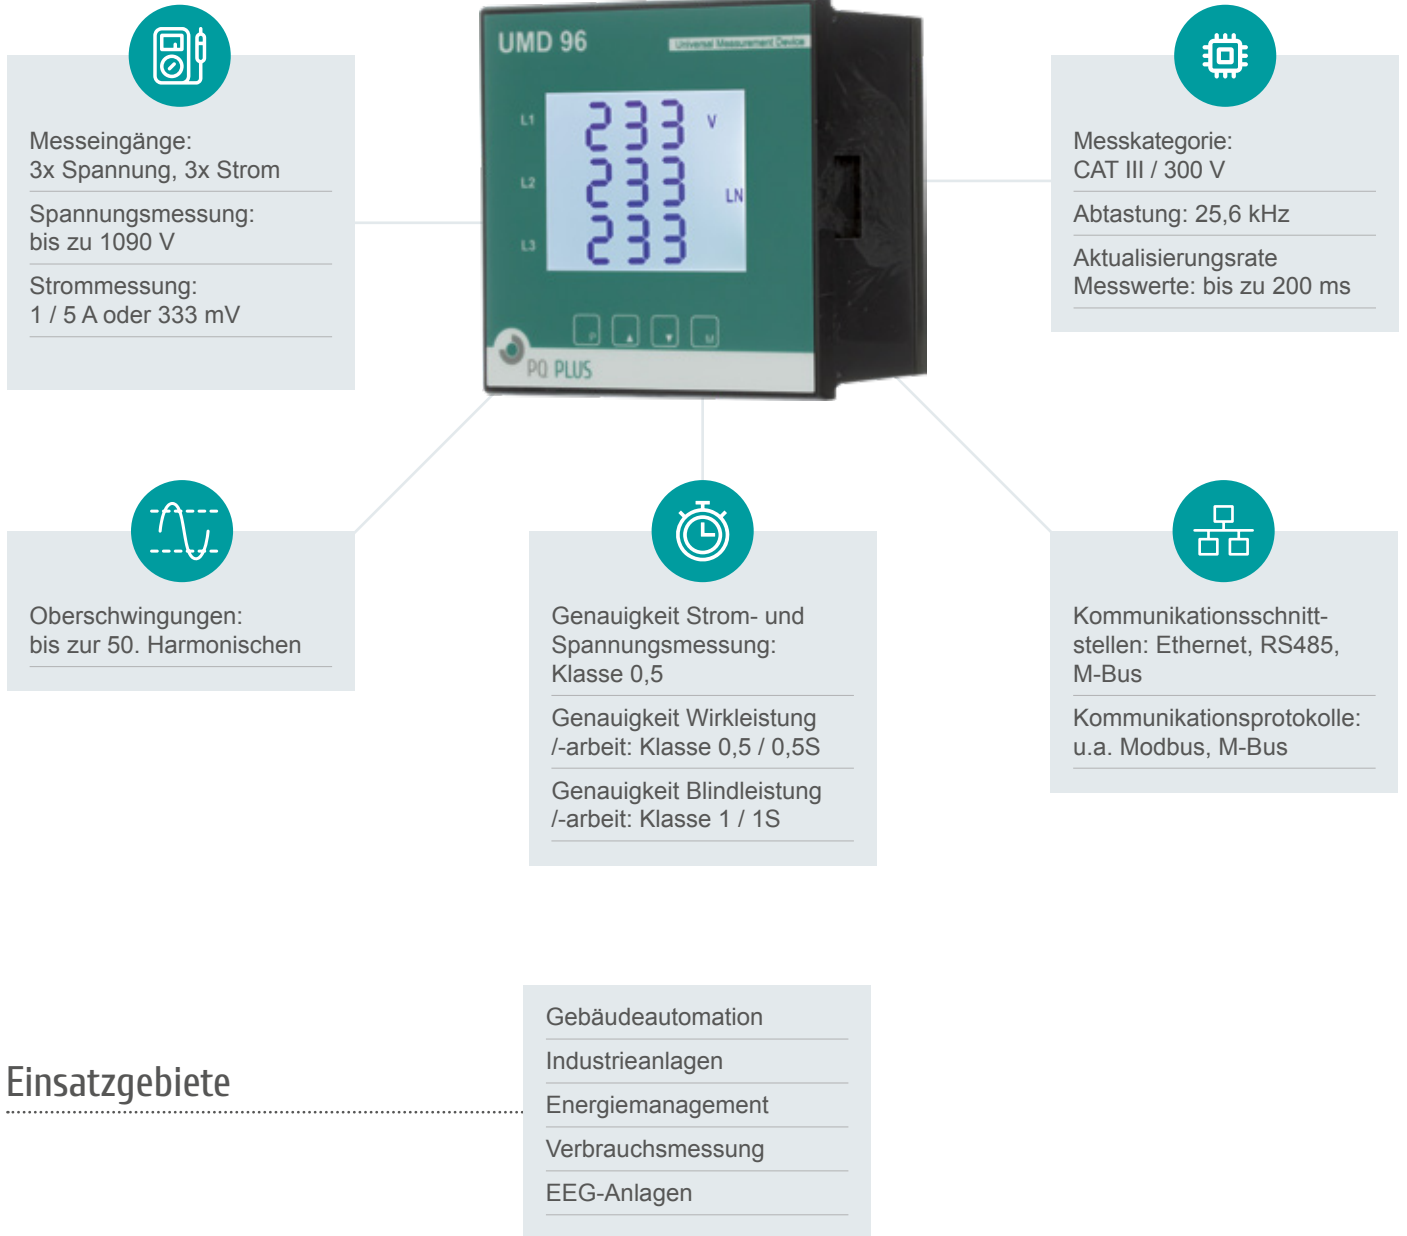 UMD 96
Universal Measurement Device
L1
233 V
L2
233 LN
L3
233
P
M
PQ PLUS
Messeingänge:
3x Spannung, 3x Strom
Spannungsmessung:
bis zu 1090 V
Strommessung:
1 / 5 A oder 333 mV
Messkategorie:
CAT III / 300 V
Abtastung: 25,6 kHz
Aktualisierungsrate
Messwerte: bis zu 200 ms
Oberschwingungen:
bis zur 50. Harmonischen
Genauigkeit Strom- und
Spannungsmessung:
Klasse 0,5
Genauigkeit Wirkleistung
/-arbeit: Klasse 0,5 / 0,5S
Genauigkeit Blindleistung
/-arbeit: Klasse 1 / 1S
Kommunikationsschnitt-
stellen: Ethernet, RS485,
M-Bus
Kommunikationsprotokolle:
u.a. Modbus, M-Bus
Einsatzgebiete
Gebäudeautomation
Industrieanlagen
Energiemanagement
Verbrauchsmessung
EEG-Anlagen